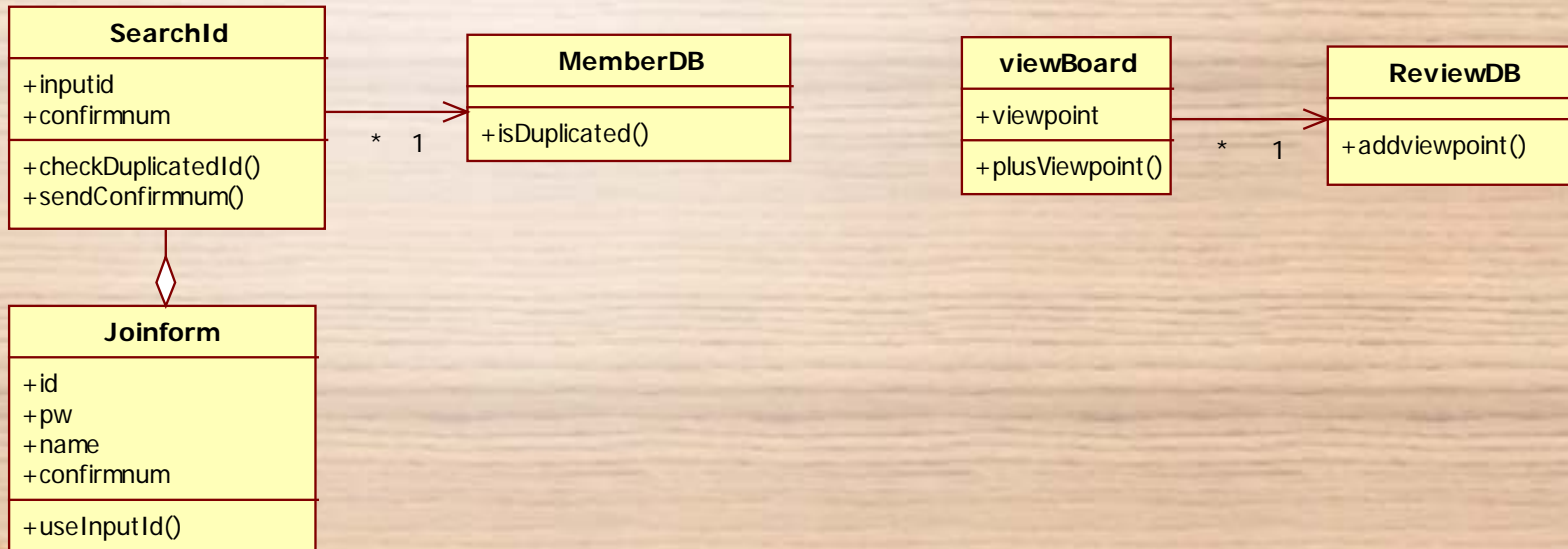 SearchId
+inputid
+confirmnum
+checkDuplicatedId()
+sendConfirmnum()
* 1
MemberDB
+isDuplicated()
viewBoard
+viewpoint
+plusViewpoint()
* 1
ReviewDB
+addviewpoint()
Joinform
+id
+pw
+name
+confirmnum
+useInputId()